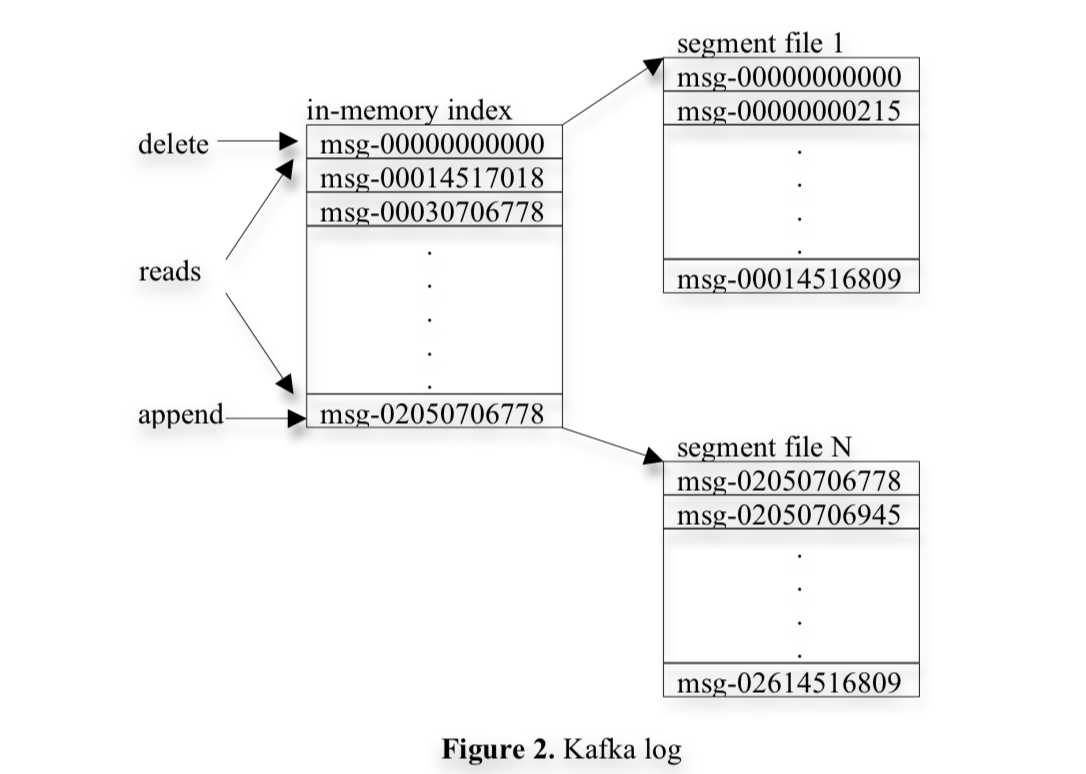 segment file 1
msg-00000000000
msg-00000000215
msg-00014516809
in-memory index
msg-00000000000
msg-00014517018
msg-00030706778
msg-02050706778
delete
reads
append
segment file N
msg-02050706778
msg-02050706945
msg-02614516809
Figure 2. Kafka log